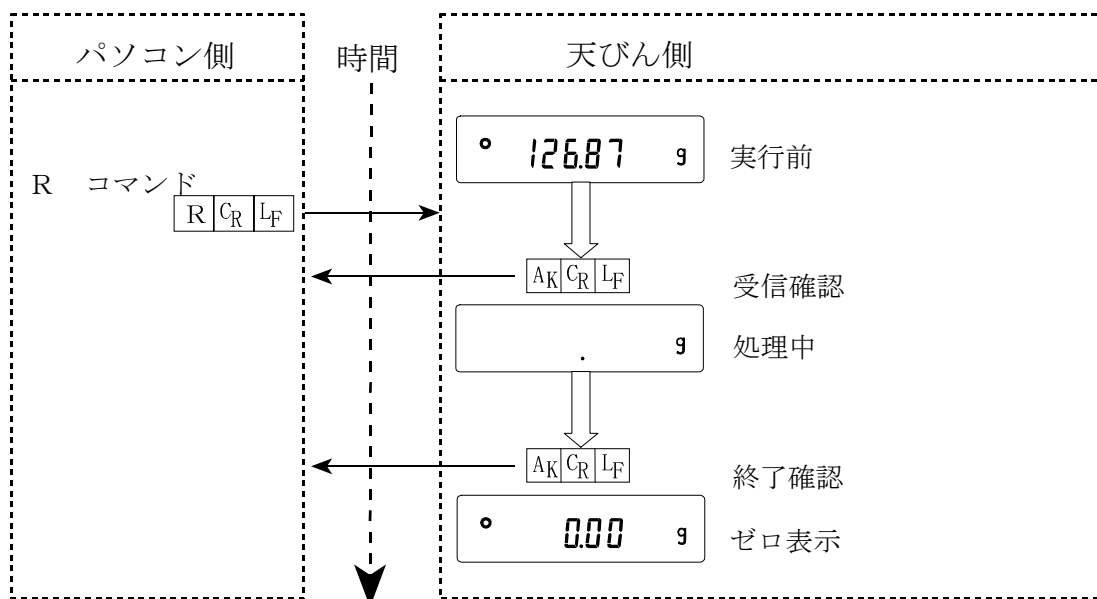 パソコン側
時間
天びん側
126.87 g
実行前
R コマンド
R CR LF
AK CR LF
受信確認
. g
処理中
AK CR LF
終了確認
0.00 g
ゼロ表示